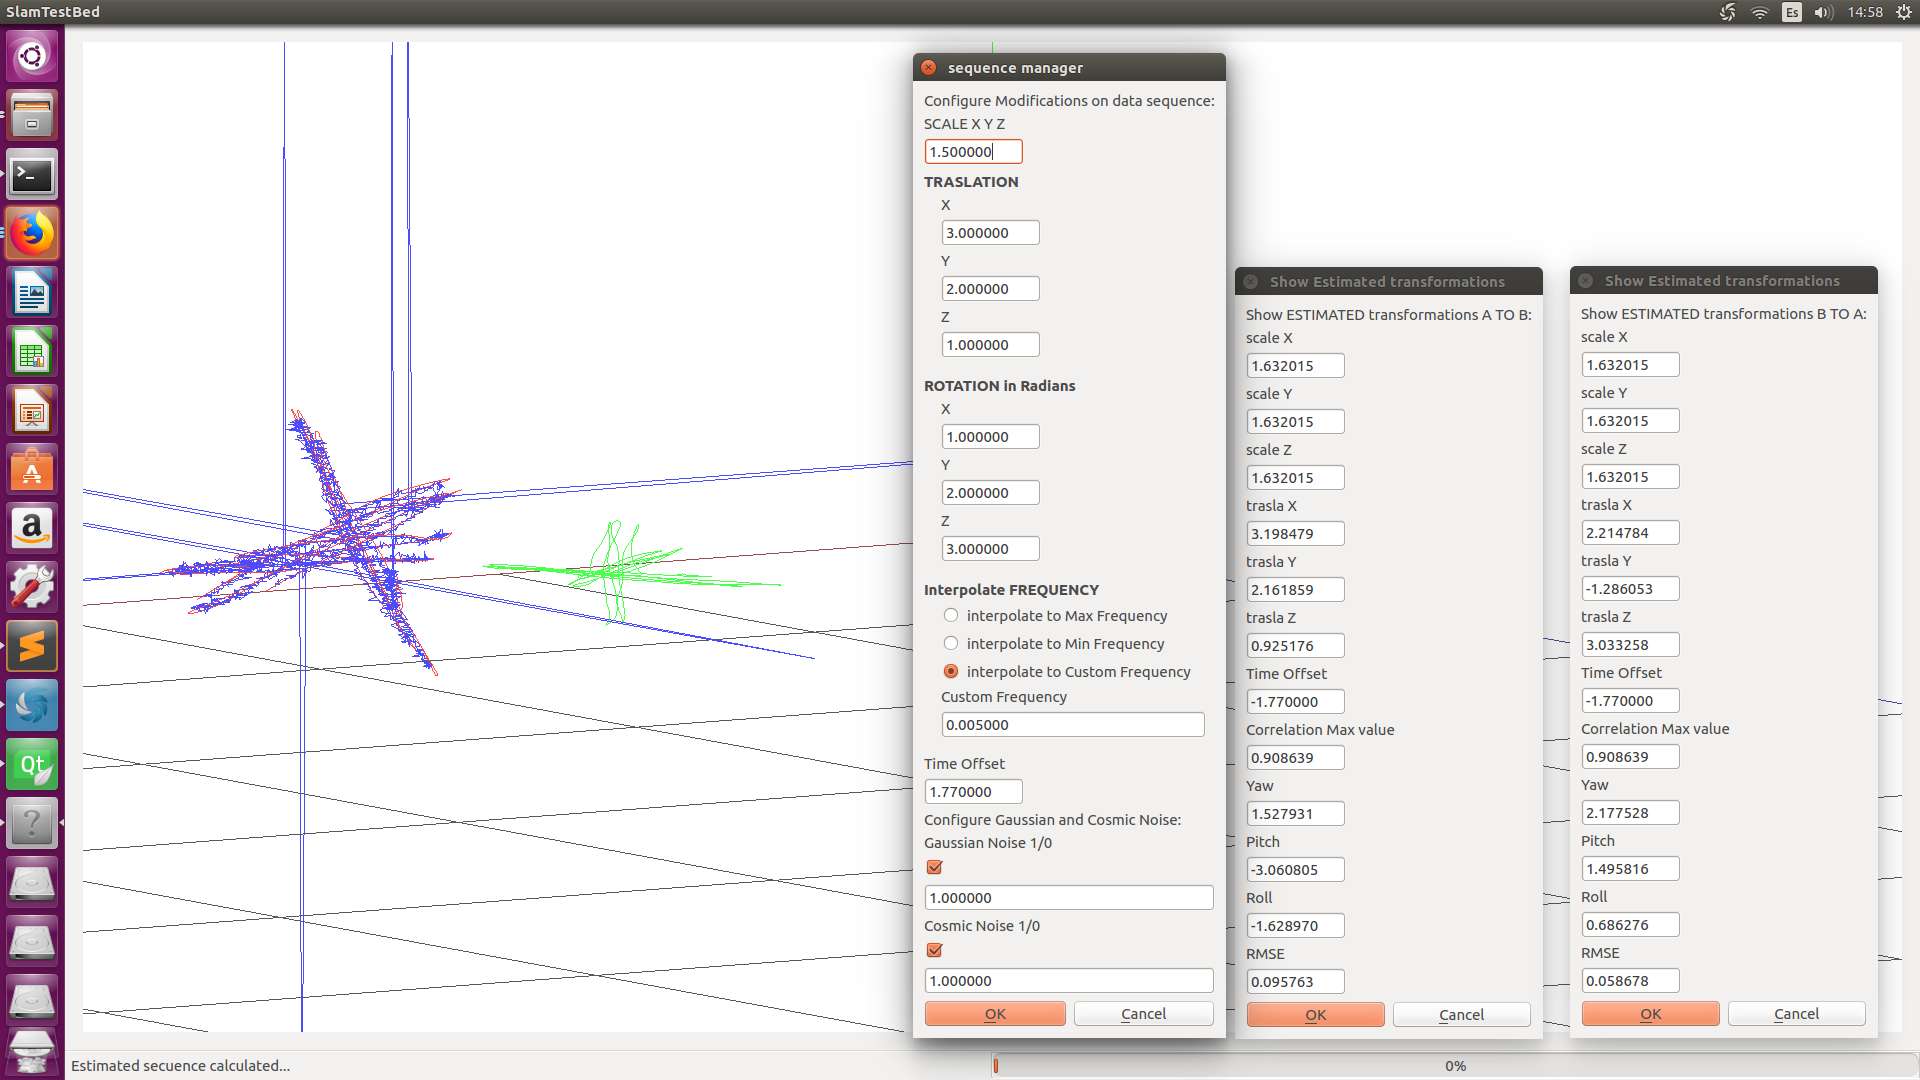 SlamTestBed
Es
14:58
sequence manager
Configure Modifications on data sequence:
SCALE X Y Z
1.500000
TRASLATION
X
3.000000
Y
2.000000
Z
1.000000
ROTATION in Radians
X
1.000000
Y
2.000000
Z
3.000000
Interpolate FREQUENCY
interpolate to Max Frequency
interpolate to Min Frequency
interpolate to Custom Frequency
Custom Frequency
0.005000
Time Offset
1.770000
Configure Gaussian and Cosmic Noise:
Gaussian Noise 1/0
1.000000
Cosmic Noise 1/0
1.000000
OK
Cancel
Show Estimated transformations
Show ESTIMATED transformations A TO B:
scale X
1.632015
scale Y
1.632015
scale Z
1.632015
trasla X
3.198479
trasla Y
2.161859
trasla Z
0.925176
Time Offset
-1.770000
Correlation Max value
0.908639
Yaw
1.527931
Pitch
-3.060805
Roll
-1.628970
RMSE
0.095763
OK
Cancel
Show Estimated transformations
Show ESTIMATED transformations B TO A:
scale X
1.632015
scale Y
1.632015
scale Z
1.632015
trasla X
2.214784
trasla Y
-1.286053
trasla Z
3.033258
Time Offset
-1.770000
Correlation Max value
0.908639
Yaw
2.177528
Pitch
1.495816
Roll
0.686276
RMSE
0.058678
OK
Cancel
>_
A
a
Qt
?
Estimated secuence calculated...
0%